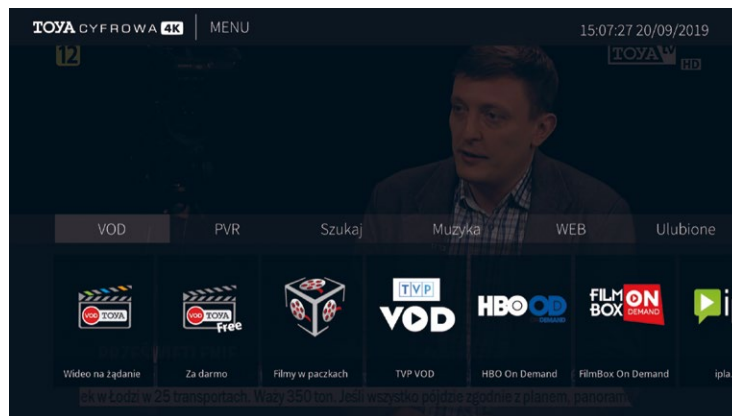 TOYA CYFROWA 4K MENU 15:07:27 20/09/2019
12 TOYA tv HD
VOD PVR Szukaj Muzyka WEB Ulubione
VOD TOYA VOD TOYA Free TVP VOD HBO OD DEMAND FILM BOX ON DEMAND
Wideo na żądanie Za darmo Filmy w paczkach TVP VOD HBO On Demand FilmBox On Demand ipla
ek w Łodzi w 25 transportach. Waży 350 ton. Jeśli wszystko pójdzie zgodnie z planem, panoram